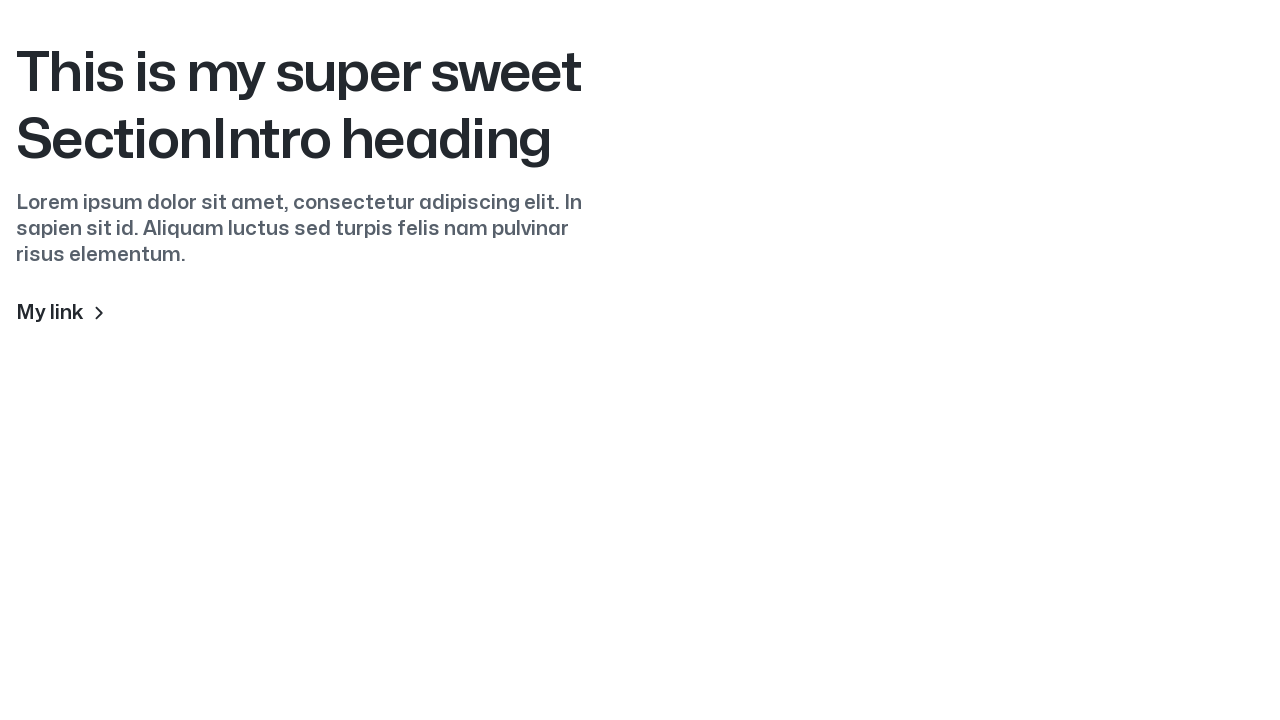 This is my super sweet
SectionIntro heading
Lorem ipsum dolor sit amet, consectetur adipiscing elit. In
sapien sit id. Aliquam luctus sed turpis felis nam pulvinar
risus elementum.
My link